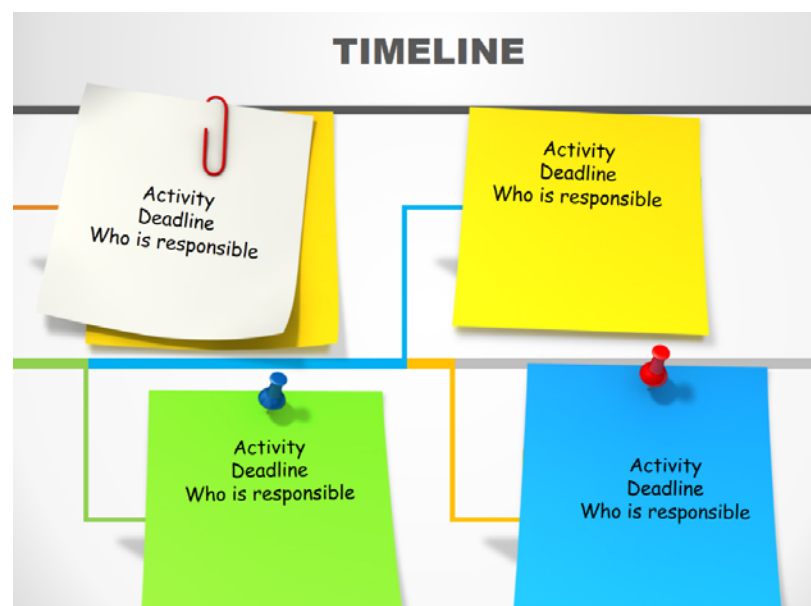 TIMELINE
Activity
Deadline
Who is responsible
Activity
Deadline
Who is responsible
Activity
Deadline
Who is responsible
Activity
Deadline
Who is responsible